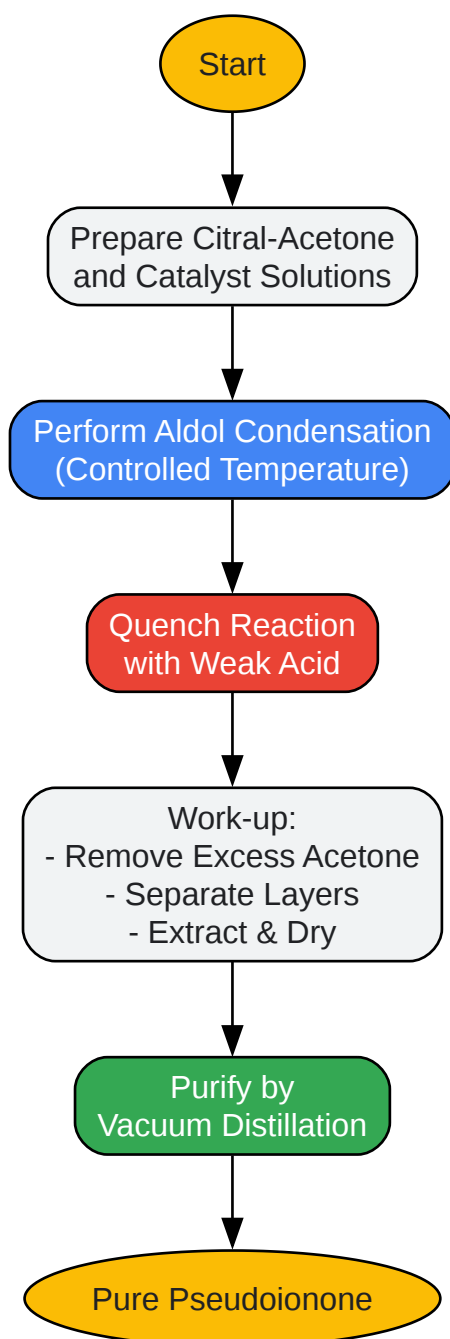 Start
Prepare Citral-Acetone
and Catalyst Solutions
Perform Aldol Condensation
(Controlled Temperature)
Quench Reaction
with Weak Acid
Work-up:
- Remove Excess Acetone
- Separate Layers
- Extract & Dry
Purify by
Vacuum Distillation
Pure Pseudoionone